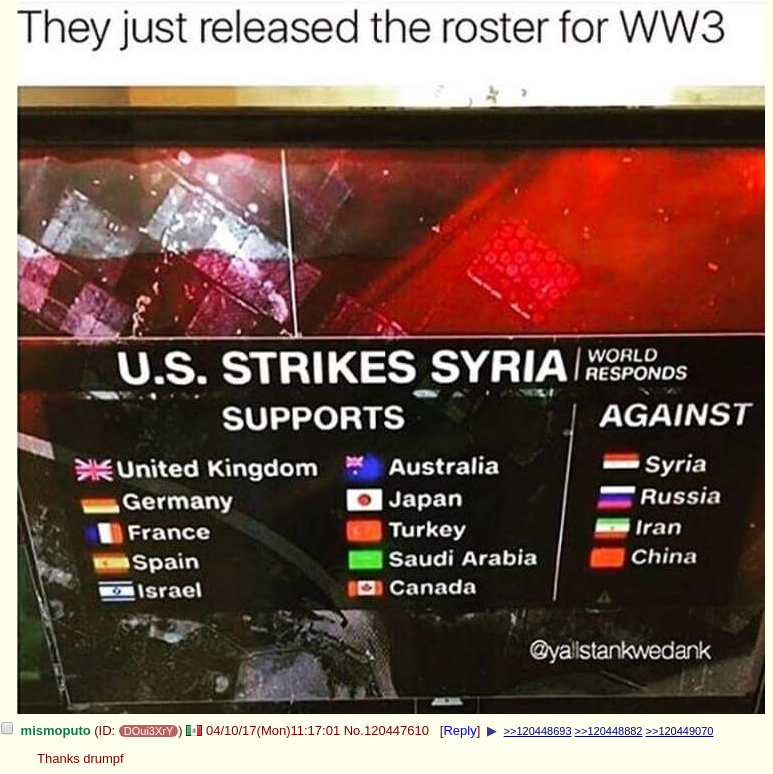 They just released the roster for WW3
U.S. STRIKES SYRIA | WORLD RESPONDS
SUPPORTS
United Kingdom
Germany
France
Spain
Israel
Australia
Japan
Turkey
Saudi Arabia
Canada
AGAINST
Syria
Russia
Iran
China
@yallstankwedank
mismoputo (ID: DOui3XrY) 04/10/17(Mon)11:17:01 No.120447610 [Reply] ▶ >>120448693 >>120448882 >>120449070
Thanks drumpf